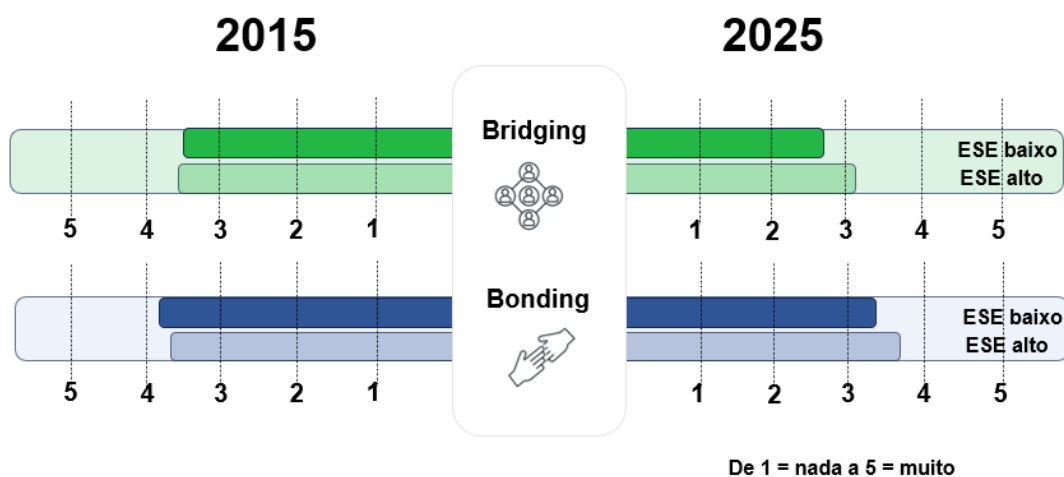 2015
2025
Bridging
ESE baixo
ESE alto
5 4 3 2 1
1 2 3 4 5
Bonding
ESE baixo
ESE alto
5 4 3 2 1
1 2 3 4 5
De 1 = nada a 5 = muito